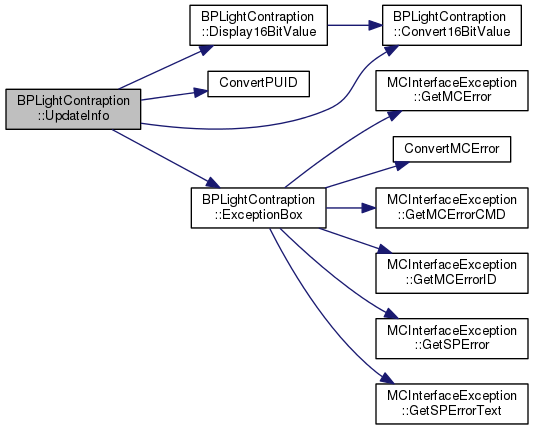 BPLightContraption
::UpdateInfo
BPLightContraption
::Display16BitValue
BPLightContraption
::Convert16BitValue
ConvertPUID
BPLightContraption
::ExceptionBox
MCInterfaceException
::GetMCError
ConvertMCError
MCInterfaceException
::GetMCErrorCMD
MCInterfaceException
::GetMCErrorID
MCInterfaceException
::GetSPError
MCInterfaceException
::GetSPErrorText